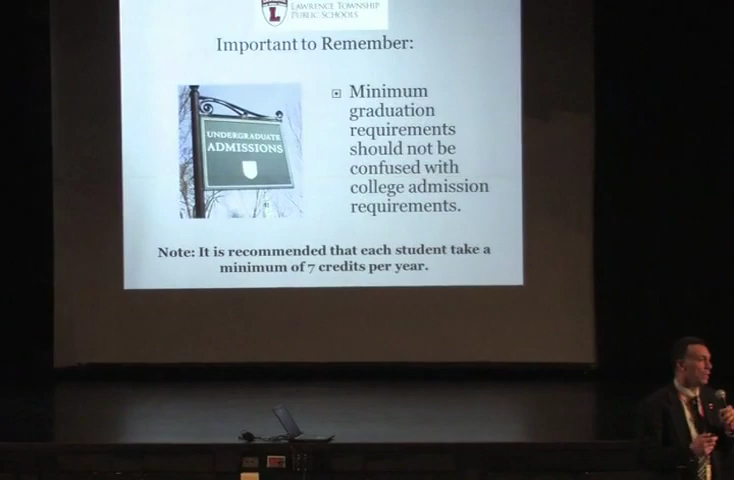 L
LAWRENCE TOWNSHIP
PUBLIC SCHOOLS
Important to Remember:
UNDERGRADUATE
ADMISSIONS
Minimum
graduation
requirements
should not be
confused with
college admission
requirements.
Note: It is recommended that each student take a
minimum of 7 credits per year.